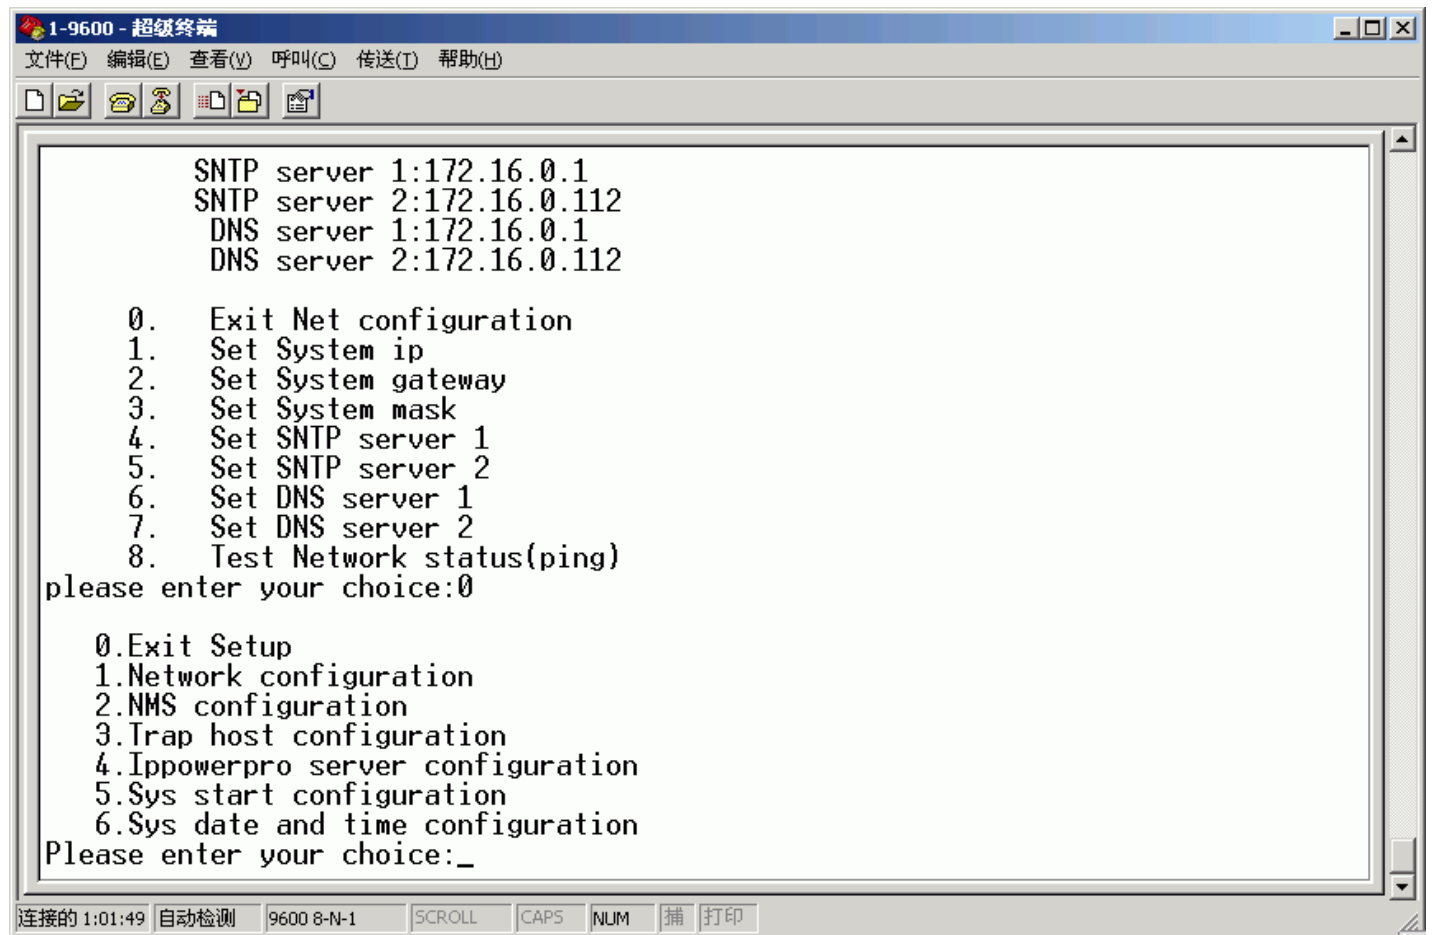 1-9600 - 超级终端
文件(F) 编辑(E) 查看(V) 呼叫(C) 传送(T) 帮助(H)
SNTP server 1:172.16.0.1
SNTP server 2:172.16.0.112
DNS server 1:172.16.0.1
DNS server 2:172.16.0.112
0. Exit Net configuration
1. Set System ip
2. Set System gateway
3. Set System mask
4. Set SNTP server 1
5. Set SNTP server 2
6. Set DNS server 1
7. Set DNS server 2
8. Test Network status(ping)
please enter your choice:0
0.Exit Setup
1.Network configuration
2.NMS configuration
3.Trap host configuration
4.Ippowerpro server configuration
5.Sys start configuration
6.Sys date and time configuration
Please enter your choice:_
连接的 1:01:49 自动检测 9600 8-N-1 SCROLL CAPS NUM 捕 打印